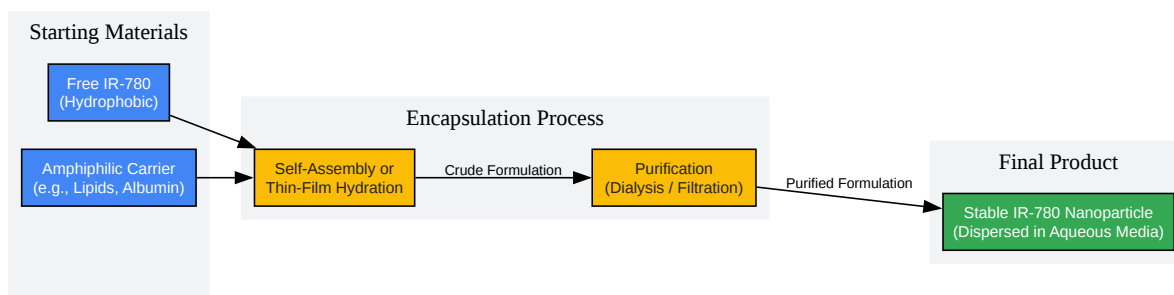 Starting Materials
Free IR-780
(Hydrophobic)
Amphiphilic Carrier
(e.g., Lipids, Albumin)
Encapsulation Process
Self-Assembly or
Thin-Film Hydration
Crude Formulation
Purification
(Dialysis / Filtration)
Purified Formulation
Final Product
Stable IR-780 Nanoparticle
(Dispersed in Aqueous Media)